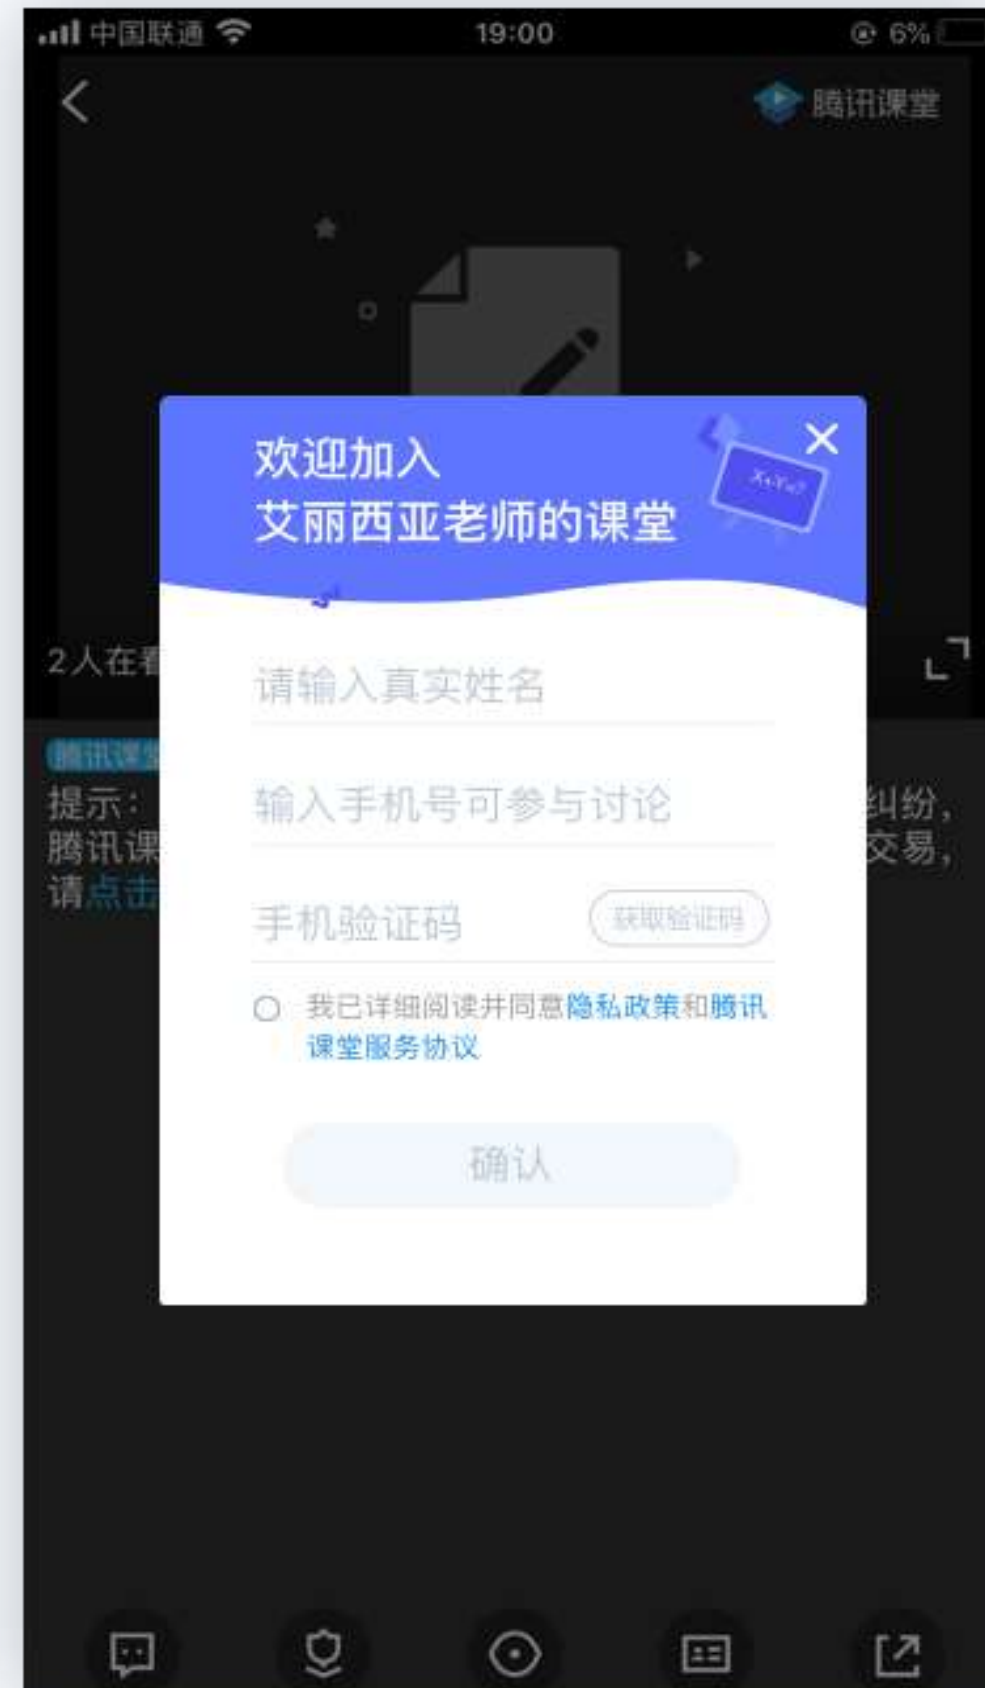 中国联通
19:00
6%
腾讯课堂
欢迎加入
艾丽西亚老师的课堂
2人在看
请输入真实姓名
腾讯课堂
提示：
纠纷，
输入手机号可参与讨论
腾讯课
交易，
请点击
手机验证码
获取验证码
我已详细阅读并同意隐私政策和腾讯
课堂服务协议
确认